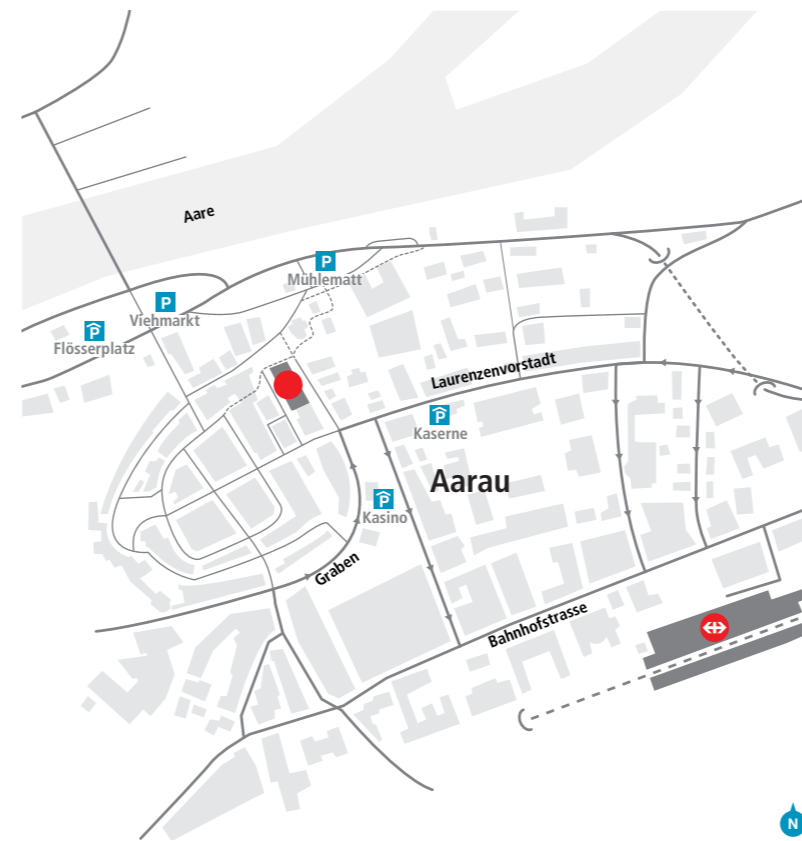 Aare
P
Mühlematt
P
Viehmarkt
P
Flösserplatz
Laurenzenvorstadt
P
Kaserne
Aarau
P
Kasino
Graben
Bahnhofstrasse
N